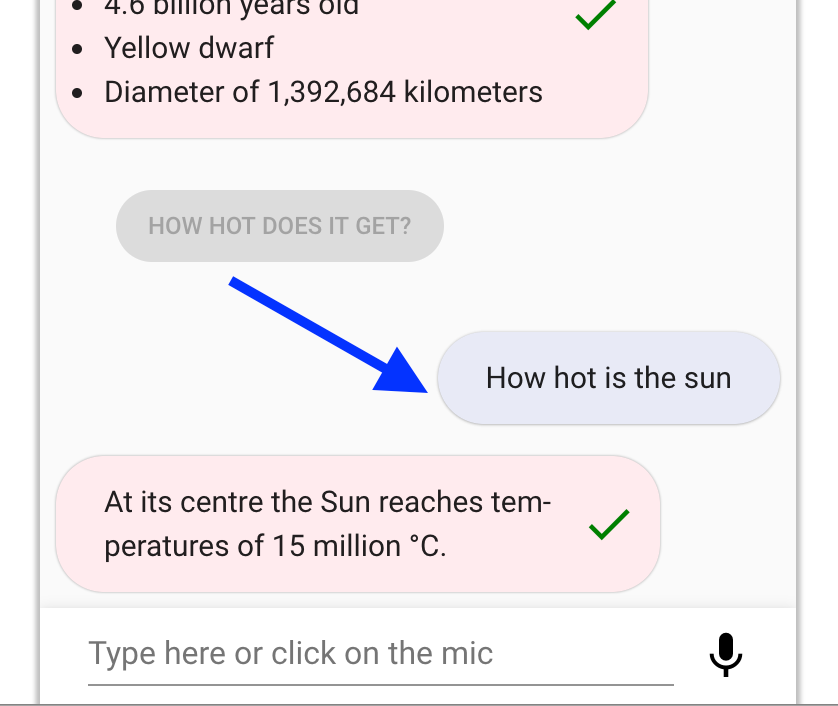 4.6 billion years old
Yellow dwarf
Diameter of 1,392,684 kilometers
HOW HOT DOES IT GET?
How hot is the sun
At its centre the Sun reaches tem-
peratures of 15 million °C.
Type here or click on the mic